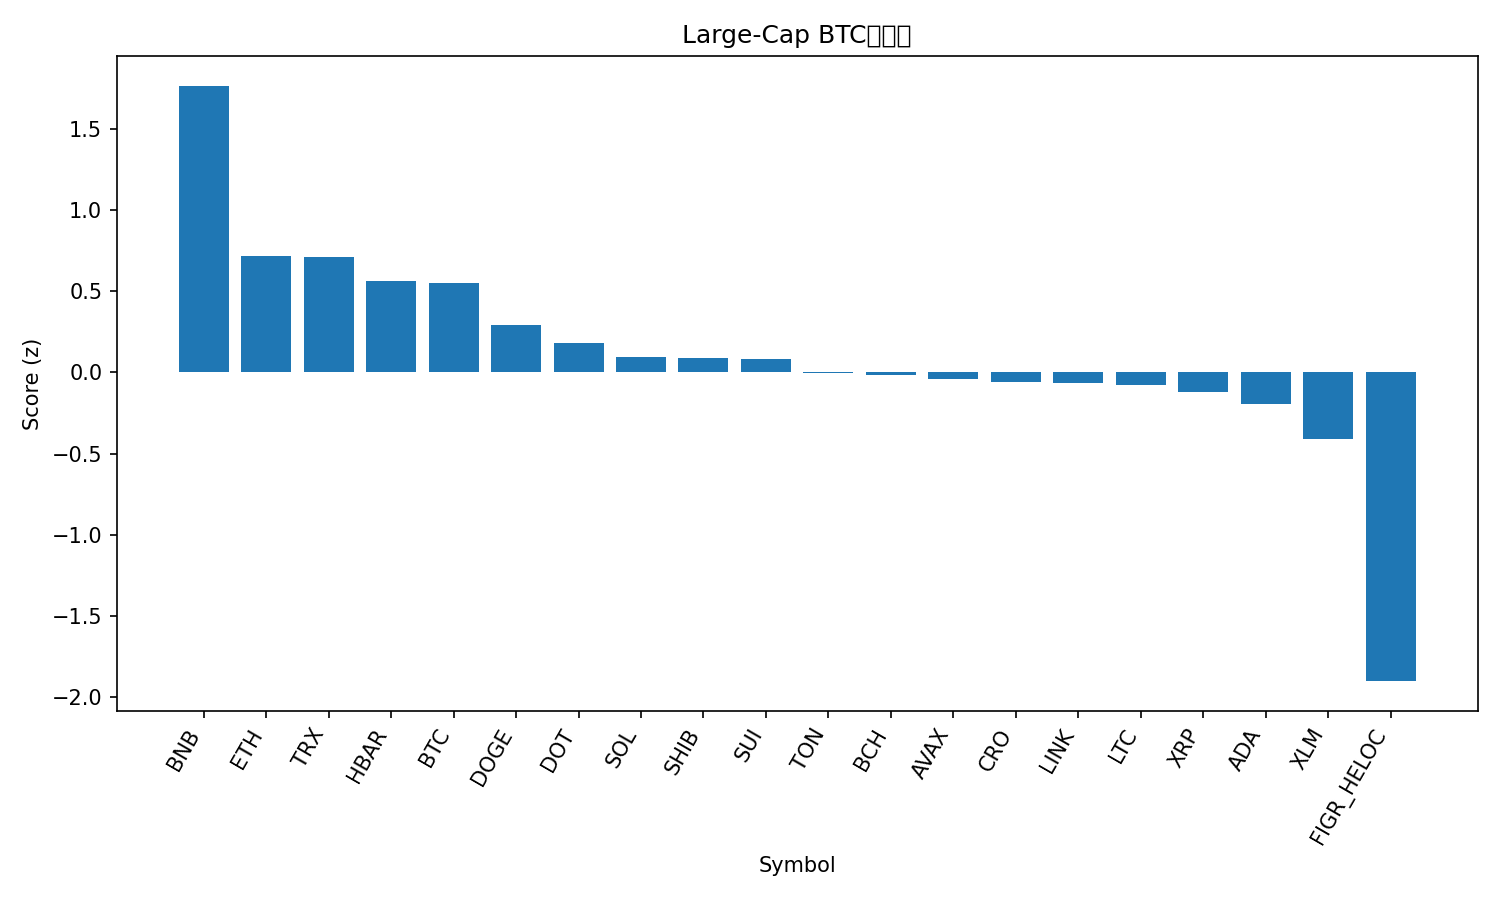 Large-Cap BTC
Score (z)
1.5
1.0
0.5
0.0
−0.5
−1.0
−1.5
−2.0
BNB
ETH
TRX
HBAR
BTC
DOGE
DOT
SOL
SHIB
SUI
TON
BCH
AVAX
CRO
LINK
LTC
XRP
ADA
XLM
FIGR_HELOC
Symbol